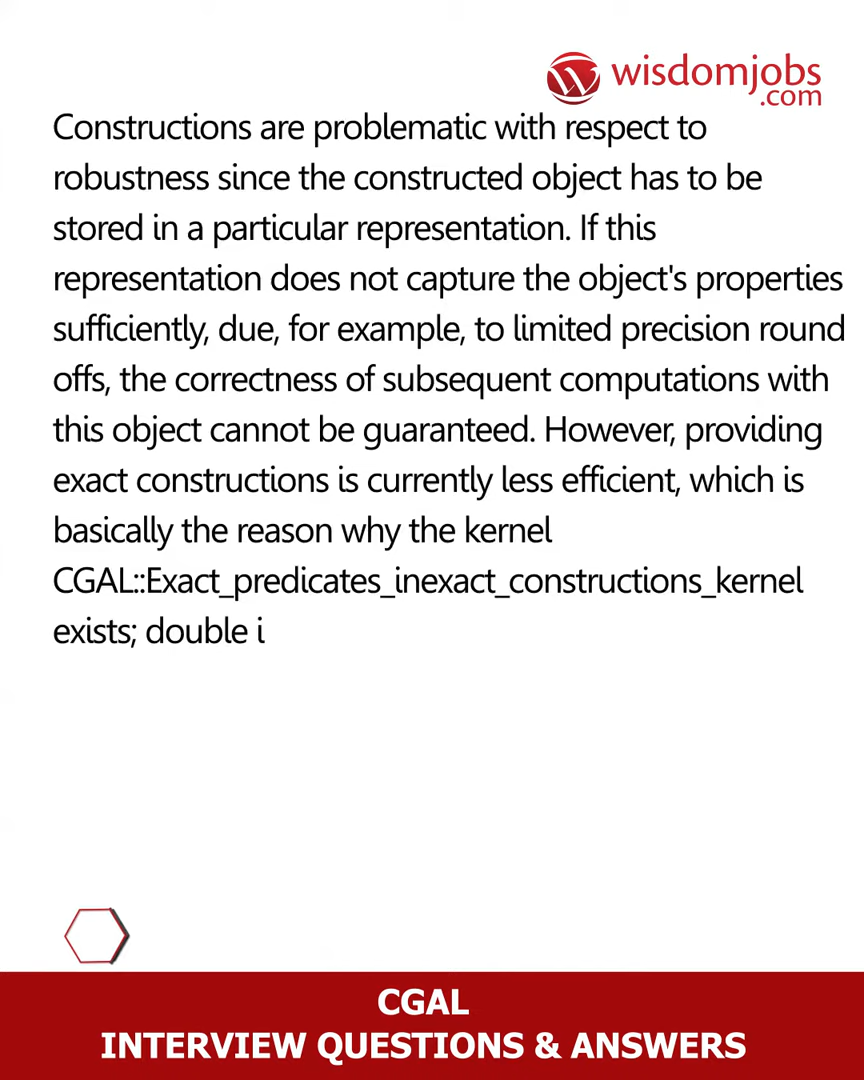 wisdomjobs
.com
Constructions are problematic with respect to
robustness since the constructed object has to be
stored in a particular representation. If this
representation does not capture the object's properties
sufficiently, due, for example, to limited precision round
offs, the correctness of subsequent computations with
this object cannot be guaranteed. However, providing
exact constructions is currently less efficient, which is
basically the reason why the kernel
CGAL::Exact_predicates_inexact_constructions_kernel
exists; double i
CGAL
INTERVIEW QUESTIONS & ANSWERS